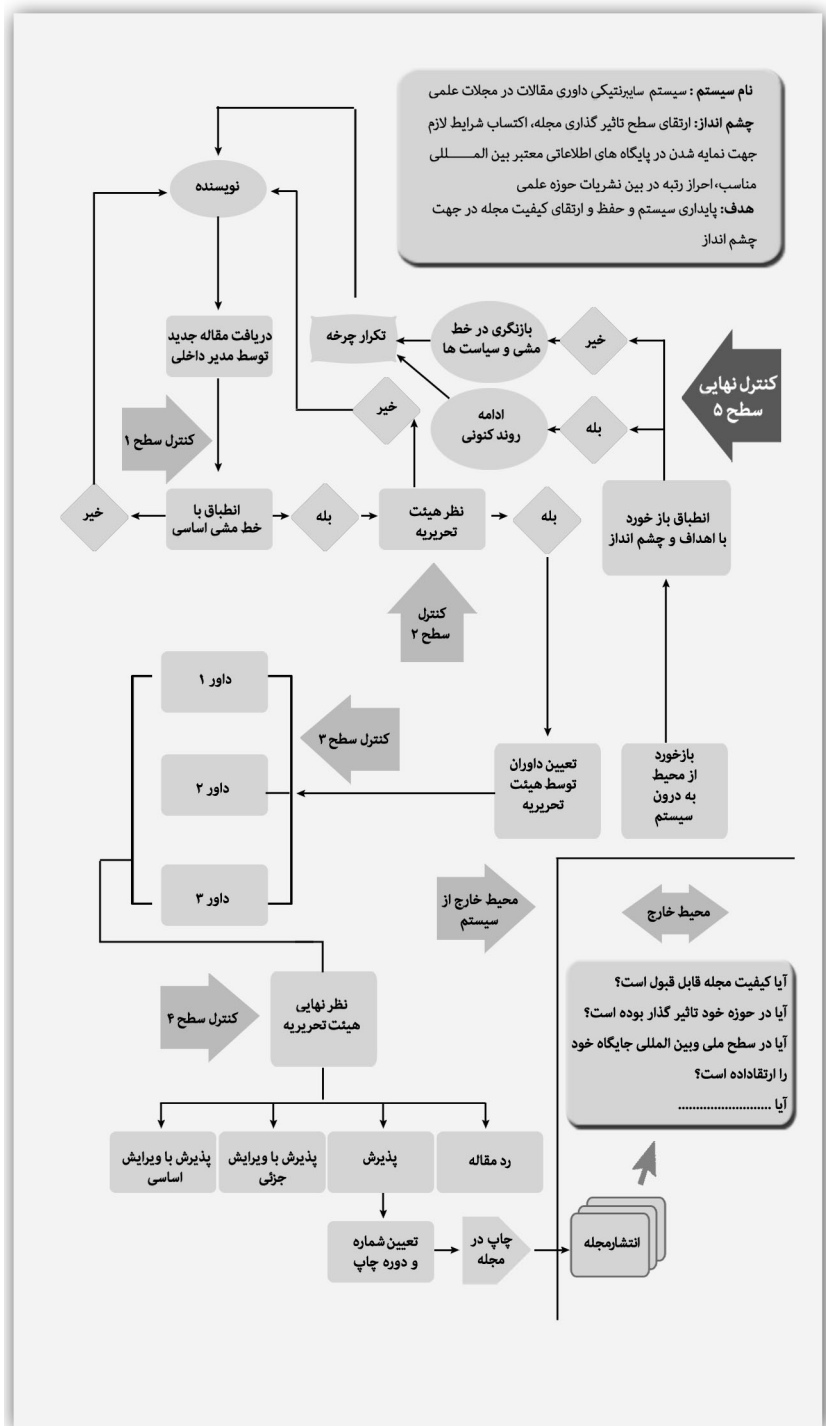 نام سیستم : سیستم سایبرنتیکی داوری مقالات در مجلات علمی
چشم انداز: ارتقای سطح تاثیر گذاری مجله، اکتساب شرایط لازم
جهت نمایه شدن در پایگاه های اطلاعاتی معتبر بین المـــــللی
مناسب، احراز رتبه در بین نشریات حوزه علمی
هدف: پایداری سیستم و حفظ و ارتقای کیفیت مجله در جهت
چشم انداز
نویسنده
دریافت مقاله جدید
توسط مدیر داخلی
کنترل سطح ۱
تکرار چرخه
بازنگری در خط
مشی و سیاست ها
خیر
ادامه
روند کنونی
بله
کنترل نهایی
سطح ۵
خیر
خیر
انطباق با
خط مشی اساسی
بله
نظر هیئت
تحریریه
بله
انطباق باز خورد
با اهداف و چشم انداز
کنترل
سطح ۲
داور ۱
کنترل سطح ۳
داور ۲
تعیین داوران
توسط هیئت
تحریریه
بازخورد
از محیط
به درون
سیستم
داور ۳
محیط خارج از
سیستم
محیط خارج
کنترل سطح ۴
نظر نهایی
هیئت تحریریه
آیا کیفیت مجله قابل قبول است؟
آیا در حوزه خود تاثیر گذار بوده است؟
آیا در سطح ملی وبین المللی جایگاه خود
را ارتقاداده است؟
آیا ..........................
رد مقاله
پذیرش
پذیرش با ویرایش
جزئی
پذیرش با ویرایش
اساسی
تعیین شماره
و دوره چاپ
چاپ در
مجله
انتشارمجله